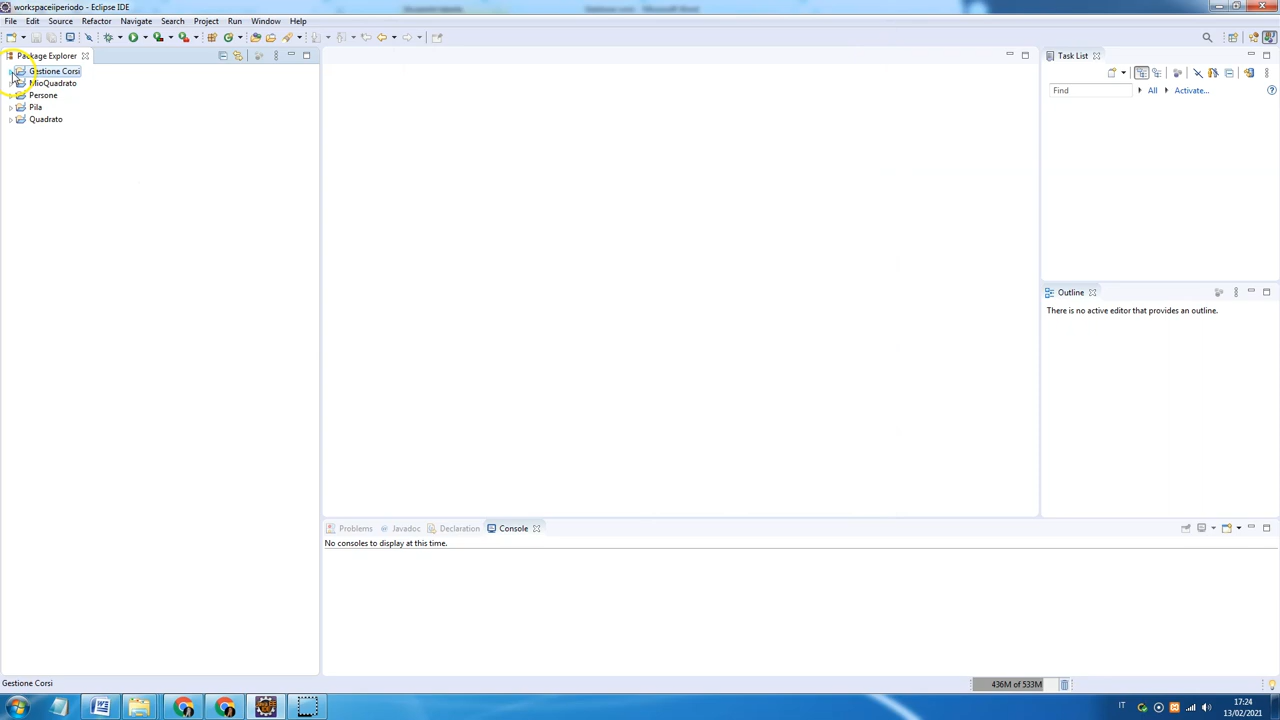 workspaceiiperiodo - Eclipse IDE
File Edit Source Refactor Navigate Search Project Run Window Help
Package Explorer
Gestione Corsi
MioQuadrato
Persone
Pila
Quadrato
Task List
Find All Activate...
Outline
There is no active editor that provides an outline.
Problems Javadoc Declaration Console
No consoles to display at this time.
Gestione Corsi
436M of 533M
IT
17:24
13/02/2021